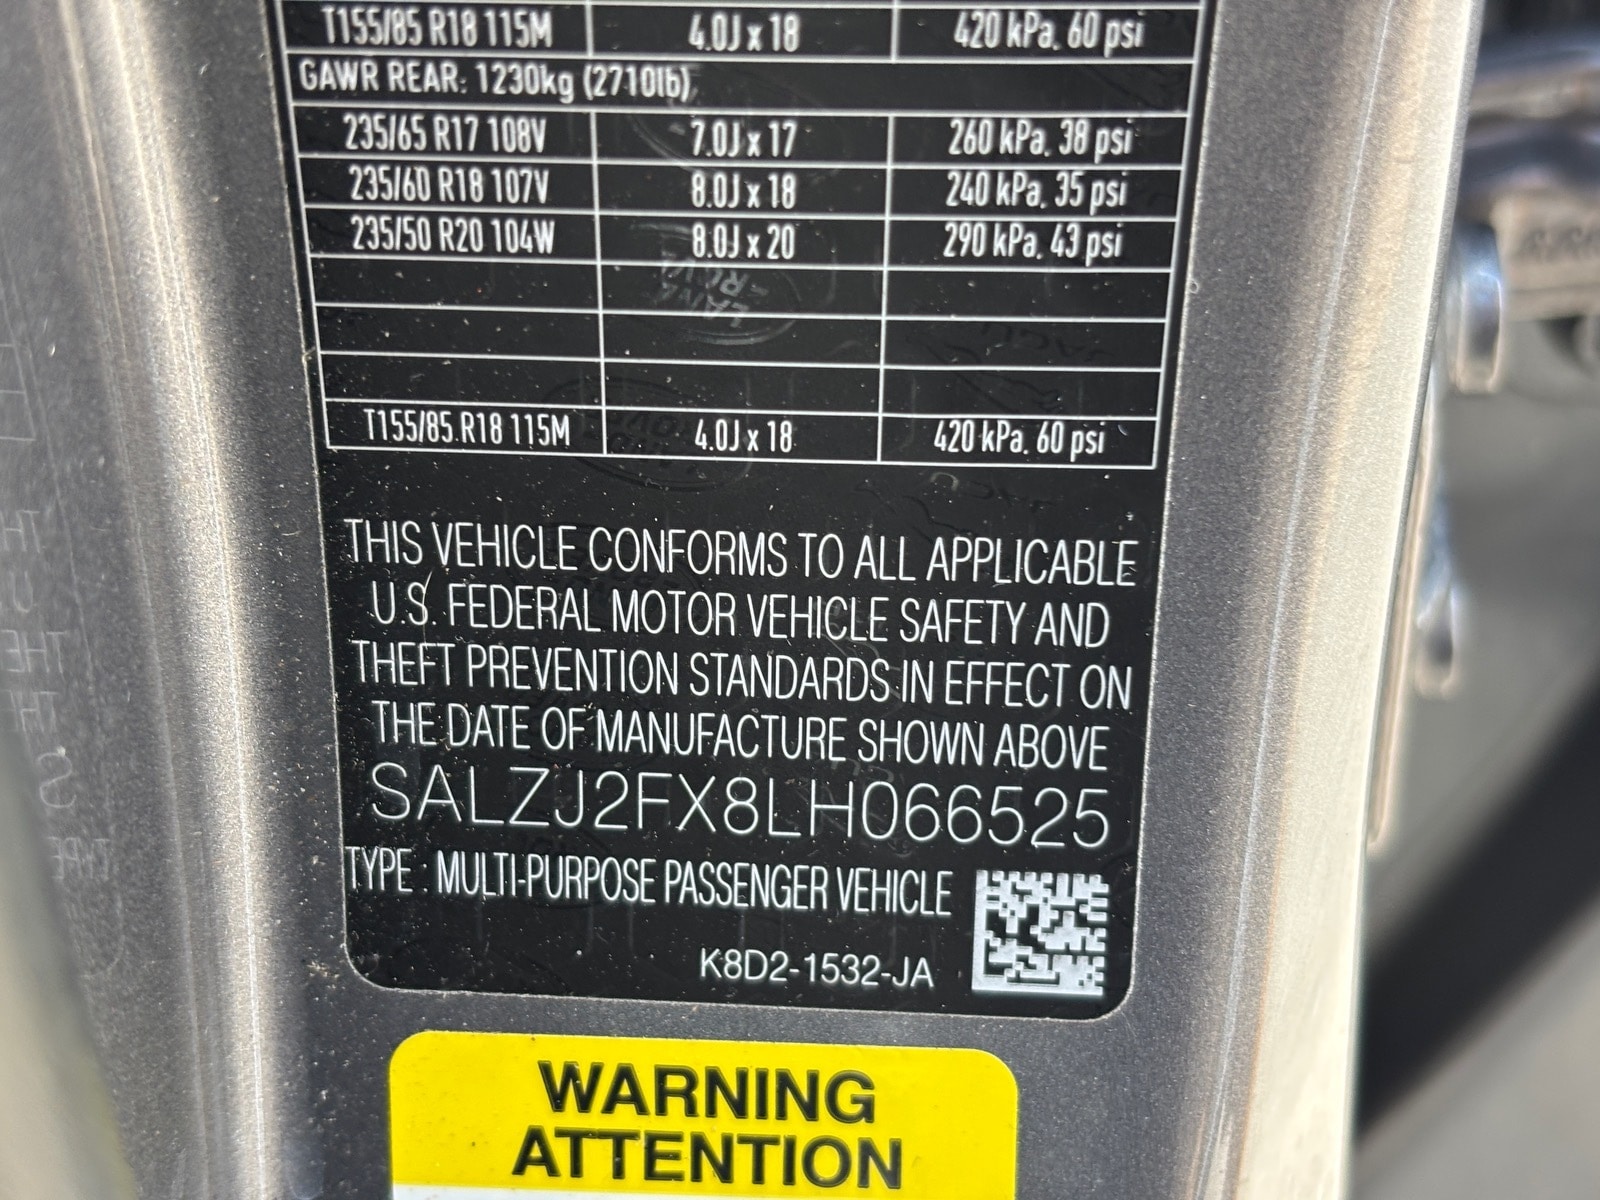 T155/85 R18 115M 4.0J x 18 420 kPa, 60 psi
GAWR REAR: 1230kg (2710lb)
235/65 R17 108V 7.0J x 17 260 kPa, 38 psi
235/60 R18 107V 8.0J x 18 240 kPa, 35 psi
235/50 R20 104W 8.0J x 20 290 kPa, 43 psi
T155/85 R18 115M 4.0J x 18 420 kPa, 60 psi
THIS VEHICLE CONFORMS TO ALL APPLICABLE
U.S. FEDERAL MOTOR VEHICLE SAFETY AND
THEFT PREVENTION STANDARDS IN EFFECT ON
THE DATE OF MANUFACTURE SHOWN ABOVE
SALZJ2FX8LH066525
TYPE : MULTI-PURPOSE PASSENGER VEHICLE
K8D2-1532-JA
WARNING
ATTENTION